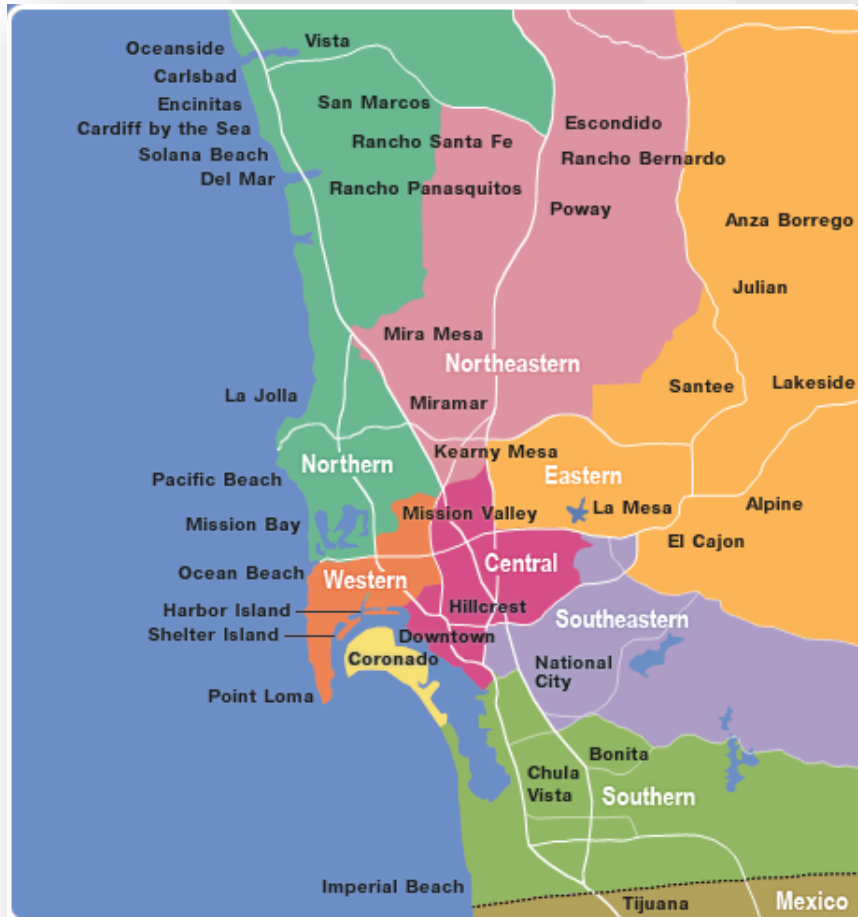 Oceanside
Vista
Carlsbad
Encinitas
San Marcos
Cardiff by the Sea
Escondido
Rancho Santa Fe
Solana Beach
Rancho Bernardo
Del Mar
Rancho Panasquitos
Poway
Anza Borrego
Julian
Mira Mesa
Northeastern
Santee
Lakeside
La Jolla
Miramar
Kearny Mesa
Northern
Eastern
Pacific Beach
Alpine
La Mesa
Mission Valley
Mission Bay
El Cajon
Central
Ocean Beach
Western
Harbor Island
Hillcrest
Southeastern
Shelter Island
Downtown
Coronado
National
City
Point Loma
Bonita
Chula
Vista
Southern
Imperial Beach
Tijuana
Mexico